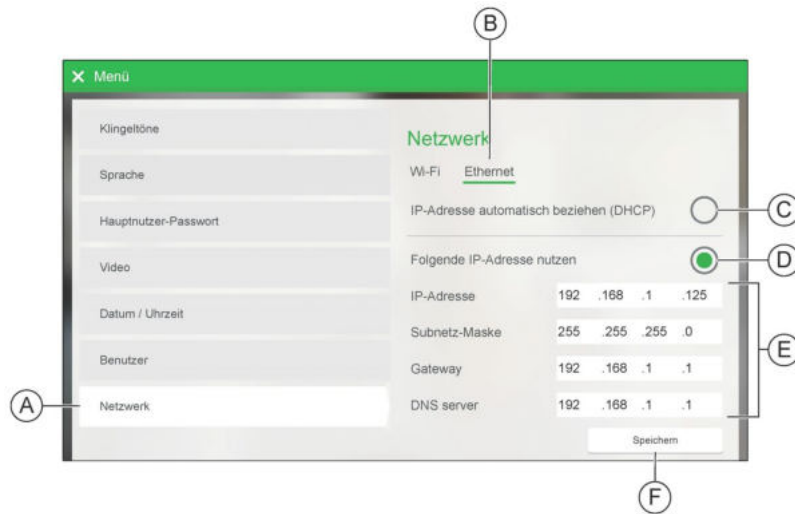 B
X Menü
Klingeltöne
Sprache
Hauptnutzer-Passwort
Video
Datum / Uhrzeit
Benutzer
A
Netzwerk
Netzwerk
Wi-Fi Ethernet
IP-Adresse automatisch beziehen (DHCP)
C
Folgende IP-Adresse nutzen
D
IP-Adresse 192 .168 .1 .125
Subnetz-Maske 255 .255 .255 .0
E
Gateway 192 .168 .1 .1
DNS server 192 .168 .1 .1
Speichern
F